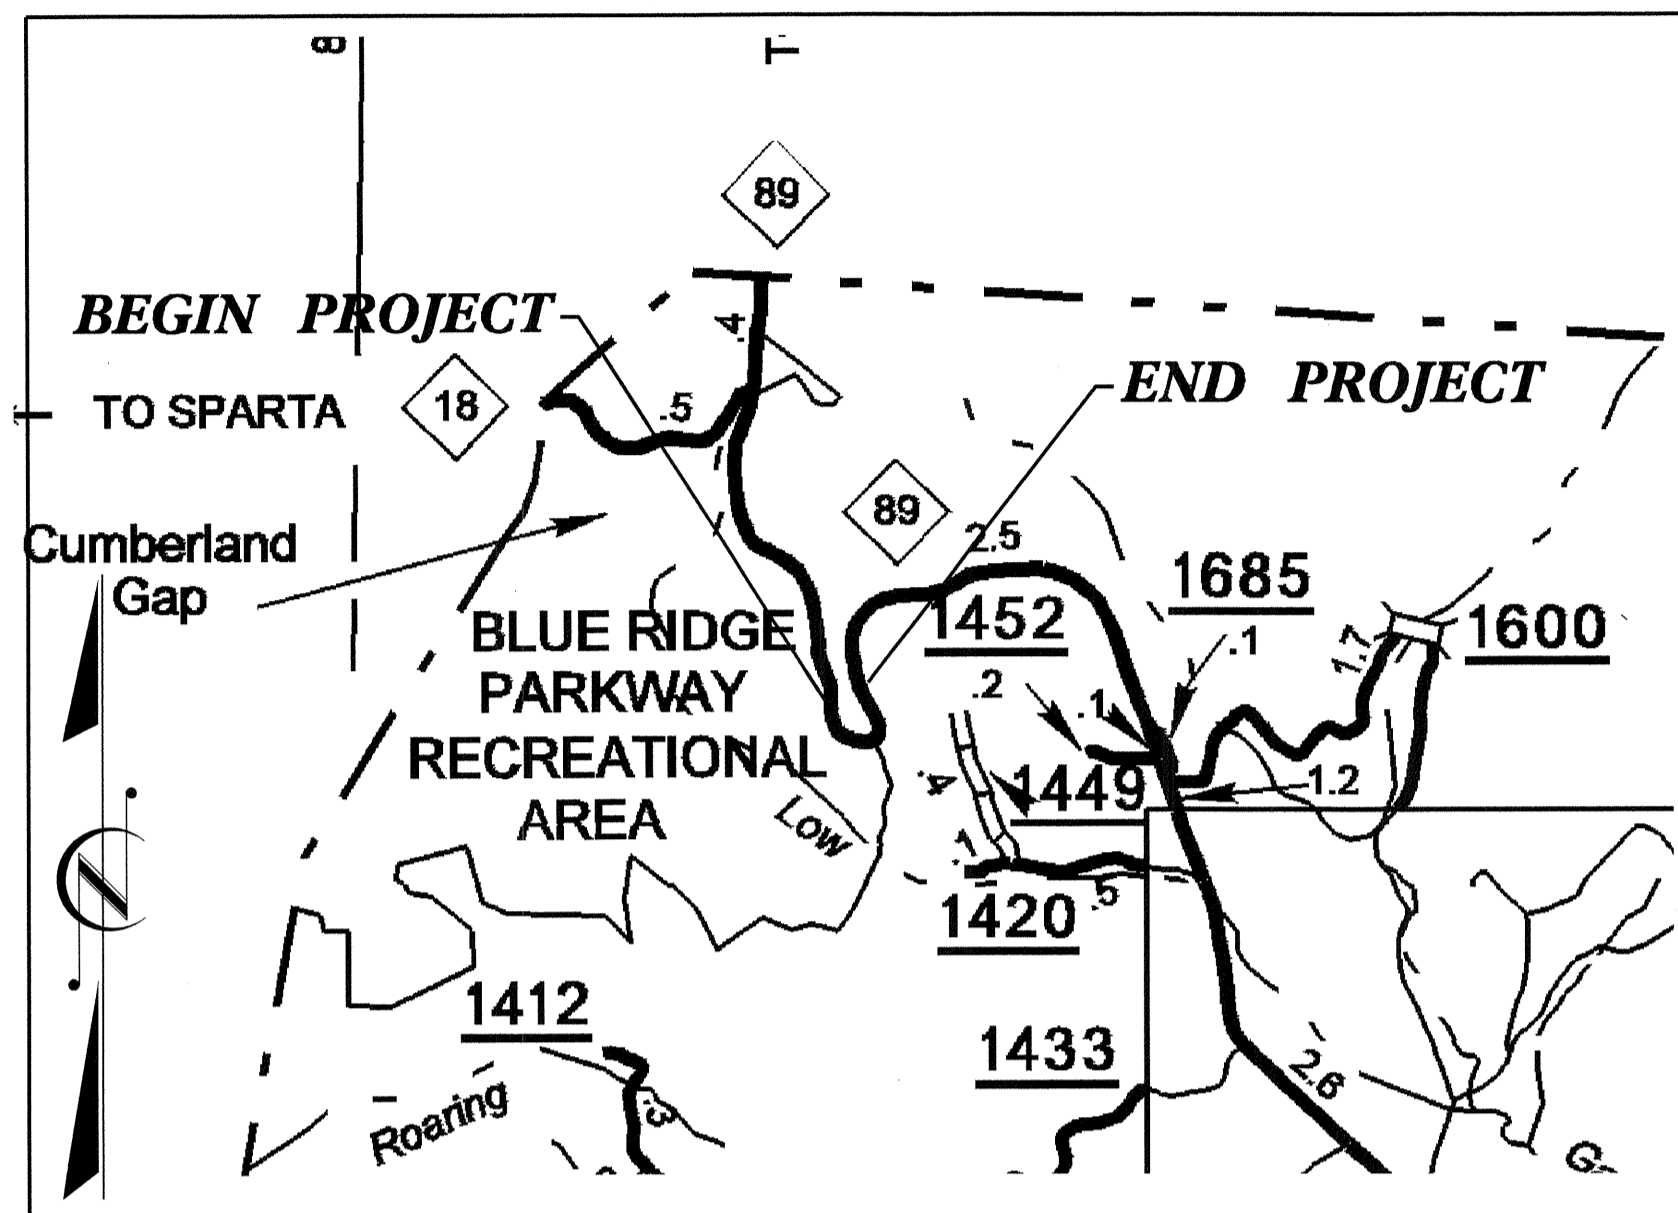 8
T
89
BEGIN PROJECT
.4
END PROJECT
TO SPARTA
18
.5
89
2.5
Cumberland
Gap
1685
BLUE RIDGE
PARKWAY
RECREATIONAL
AREA
1452
1600
.1
1.7
.2
.1
.4
1449
1.2
Low
.1
1420
.5
1412
1433
2.6
Roaring
.3
N